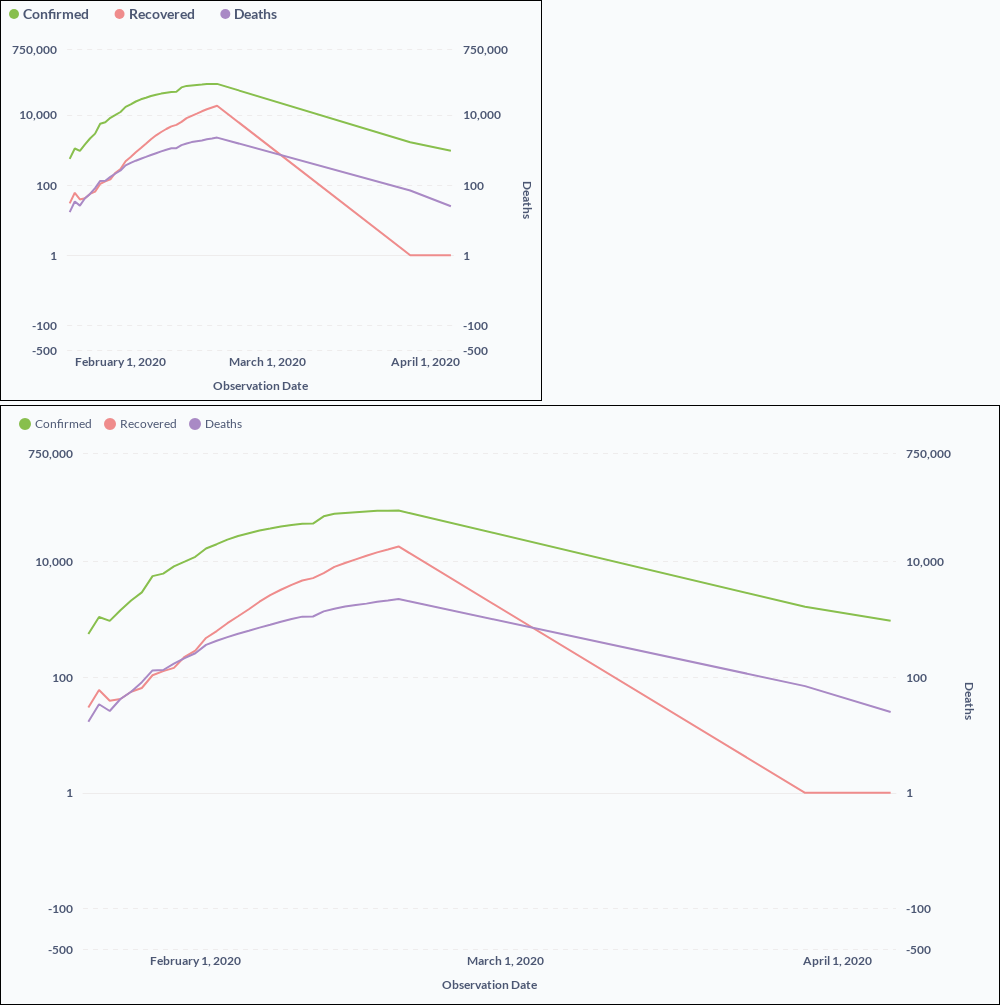 Confirmed Recovered Deaths
750,000 750,000
10,000 10,000
100 100
Deaths
1 1
-100 -100
-500 -500
February 1, 2020 March 1, 2020 April 1, 2020
Observation Date
Confirmed Recovered Deaths
750,000 750,000
10,000 10,000
100 100
Deaths
1 1
-100 -100
-500 -500
February 1, 2020 March 1, 2020 April 1, 2020
Observation Date